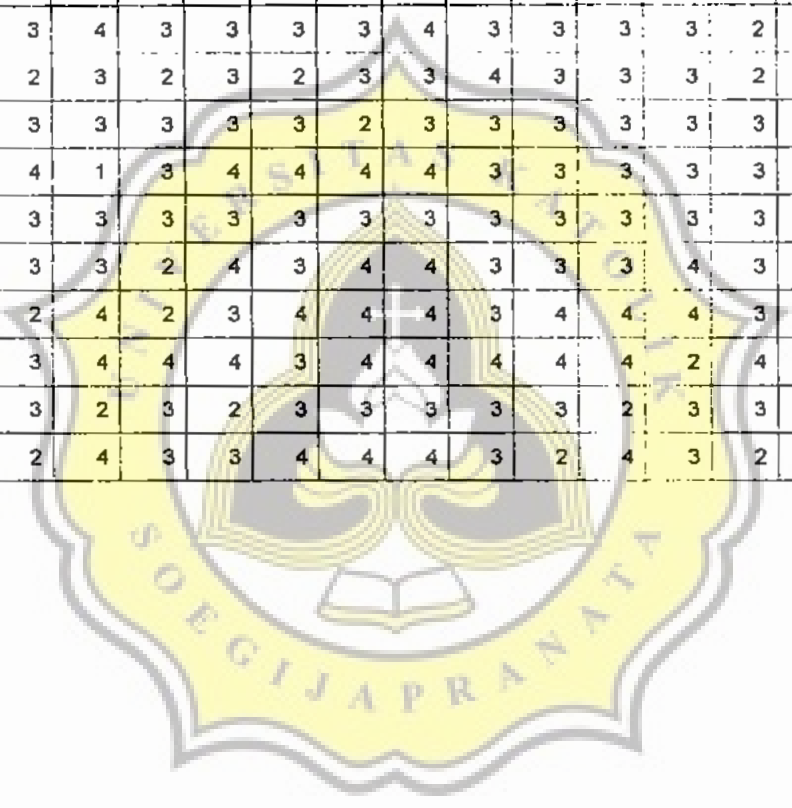 3 4 3 3 3 3 4 3 3 3 3 2
2 3 2 3 2 3 3 4 3 3 3 2
3 3 3 3 3 2 3 3 3 3 3 3
4 1 3 4 4 4 4 3 3 3 3 3
3 3 3 3 3 3 3 3 3 3 3 3
3 3 2 4 3 4 4 3 3 3 4 3
2 4 2 3 4 4 4 3 4 4 4 3
3 4 4 4 3 4 4 4 4 4 2 4
3 2 3 2 3 3 3 3 3 2 3 3
2 4 3 3 4 4 4 3 2 4 3 2
UNIVERSITAS KATOLIK
SOEGIJAPRANATA